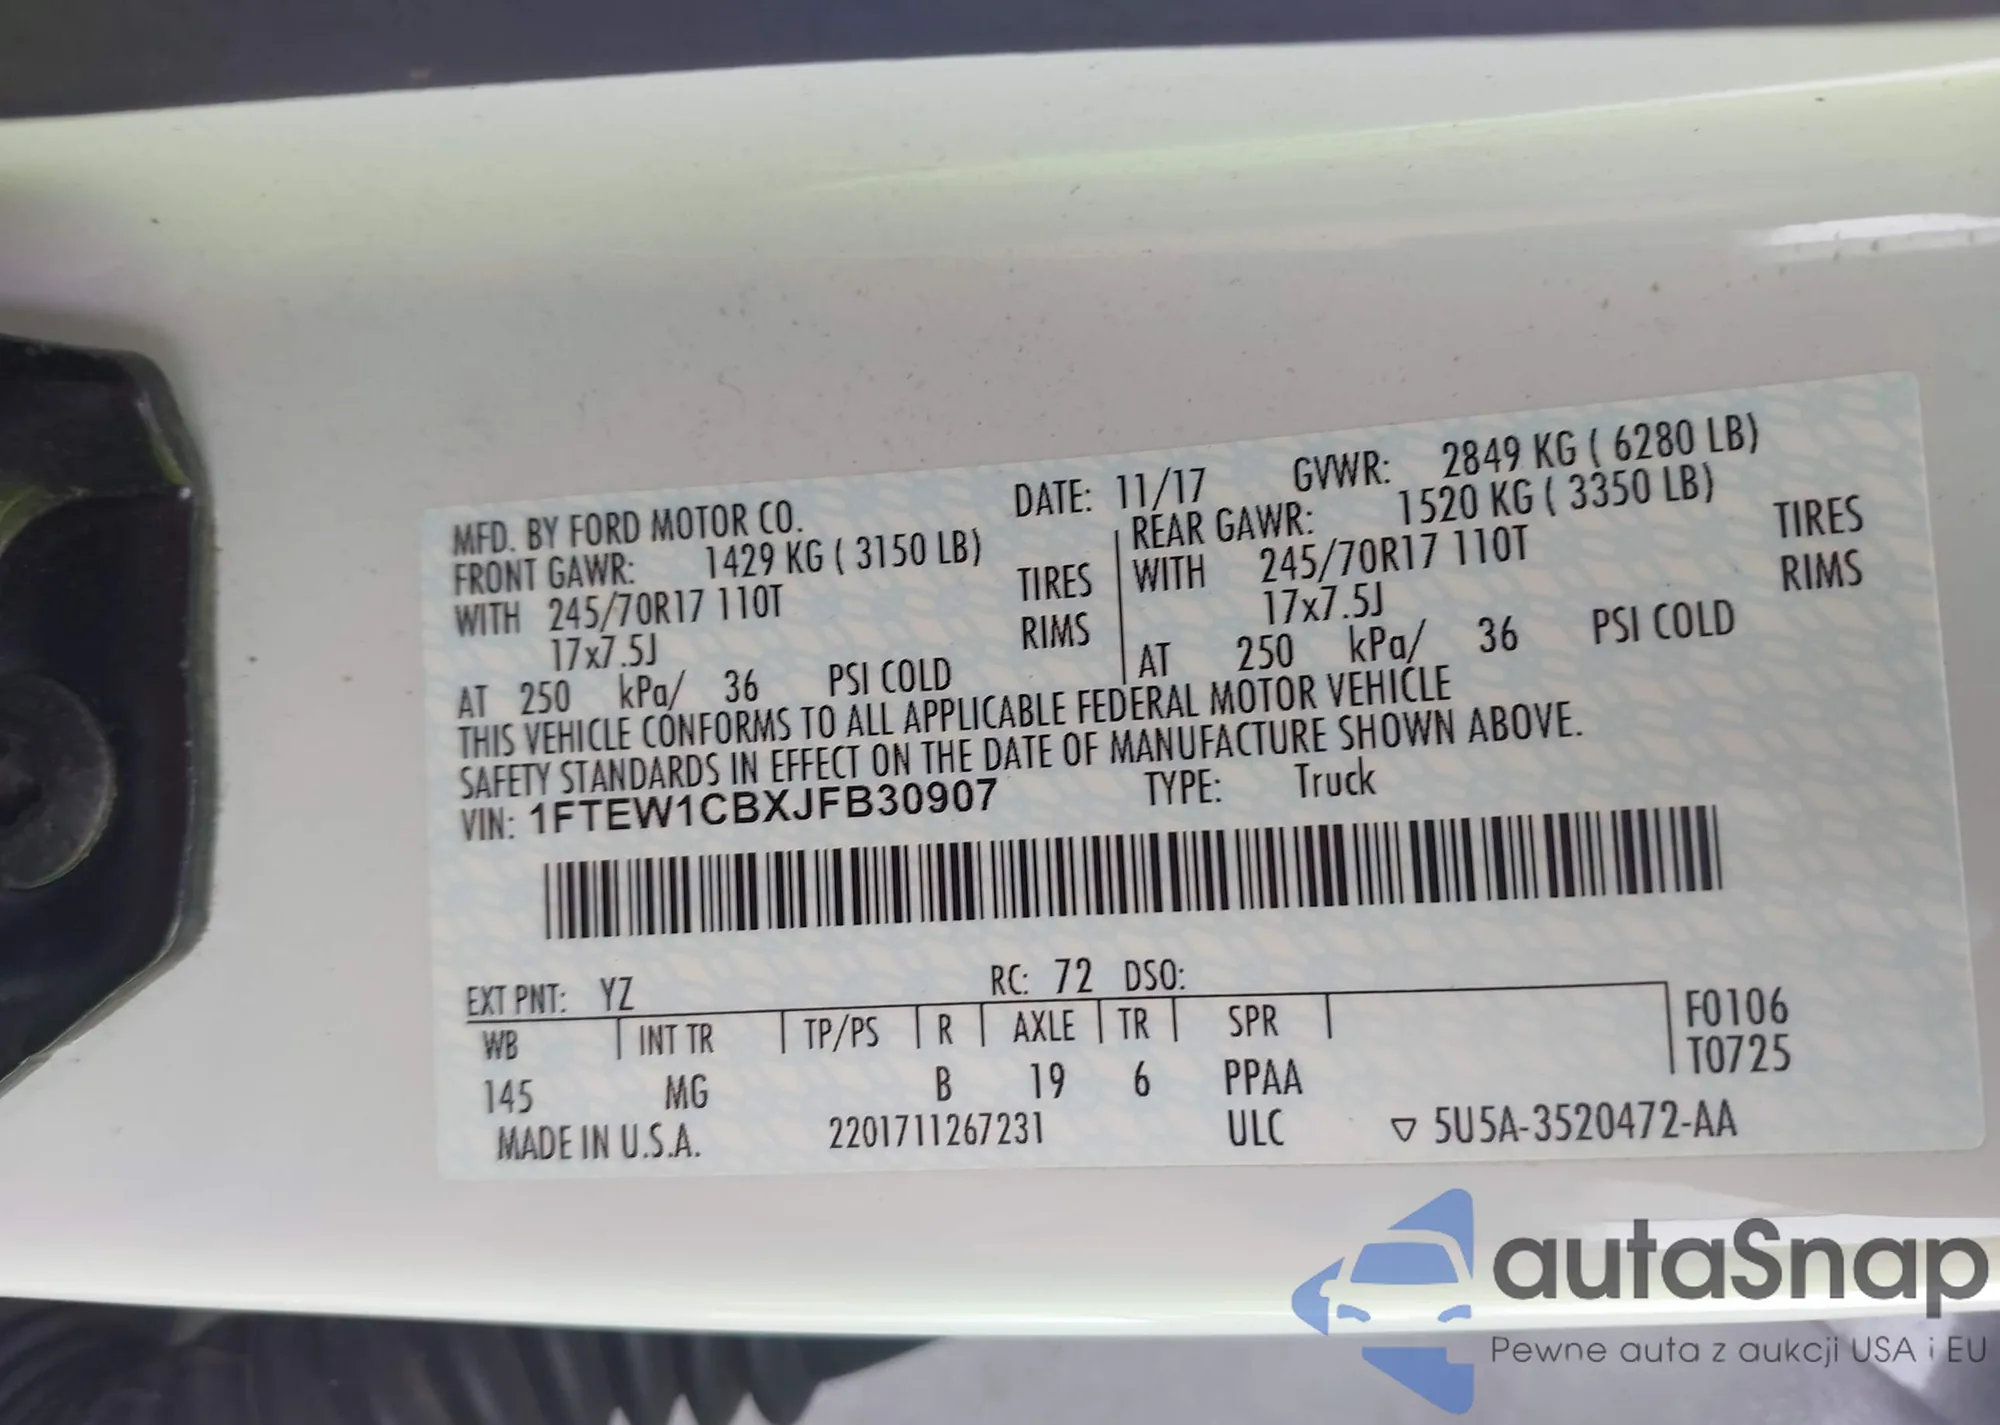 MFD. BY FORD MOTOR CO. DATE: 11/17 GVWR: 2849 KG ( 6280 LB)
FRONT GAWR: 1429 KG ( 3150 LB) REAR GAWR: 1520 KG ( 3350 LB)
WITH 245/70R17 110T TIRES WITH 245/70R17 110T TIRES
17x7.5J RIMS 17x7.5J RIMS
AT 250 kPa/ 36 PSI COLD AT 250 kPa/ 36 PSI COLD
THIS VEHICLE CONFORMS TO ALL APPLICABLE FEDERAL MOTOR VEHICLE
SAFETY STANDARDS IN EFFECT ON THE DATE OF MANUFACTURE SHOWN ABOVE.
VIN: 1FTEW1CBXJFB30907 TYPE: Truck
EXT PNT: YZ RC: 72 DSO:
WB INT TR TP/PS R AXLE TR SPR F0106
T0725
145 MG B 19 6 PPAA
MADE IN U.S.A. 2201711267231 ULC ▽ 5U5A-3520472-AA
autaSnap
Pewne auta z aukcji USA i EU